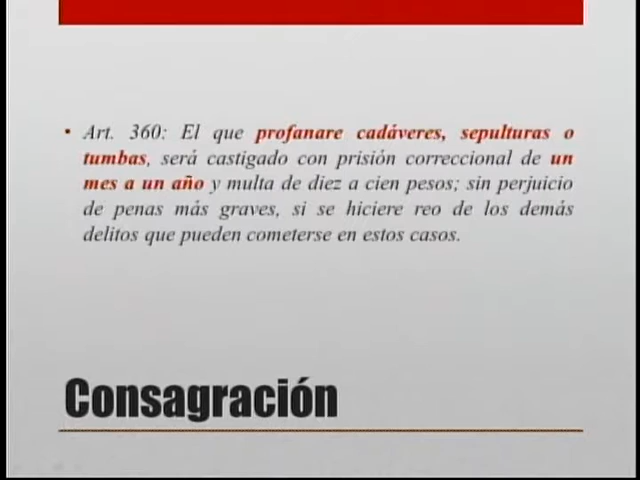 • Art. 360: El que profanare cadáveres, sepulturas o
tumbas, será castigado con prisión correccional de un
mes a un año y multa de diez a cien pesos; sin perjuicio
de penas más graves, si se hiciere reo de los demás
delitos que pueden cometerse en estos casos.
Consagración